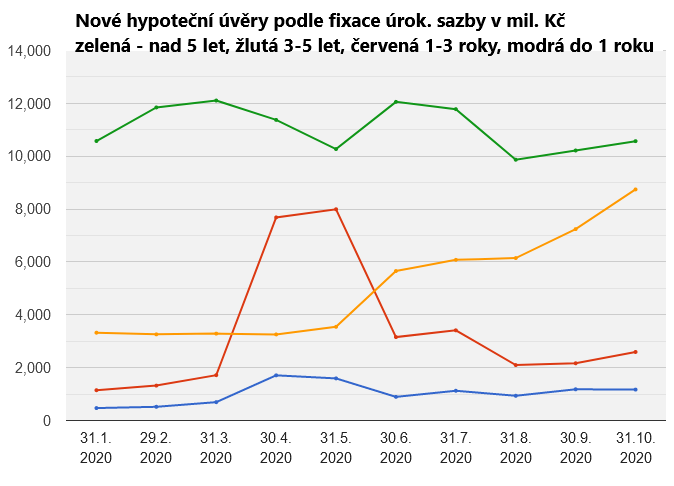 Nové hypoteční úvěry podle fixace úrok. sazby v mil. Kč
zelená - nad 5 let, žlutá 3-5 let, červená 1-3 roky, modrá do 1 roku
14,000
12,000
10,000
8,000
6,000
4,000
2,000
0
31.1. 29.2. 31.3. 30.4. 31.5. 30.6. 31.7. 31.8. 30.9. 31.10.
2020 2020 2020 2020 2020 2020 2020 2020 2020 2020